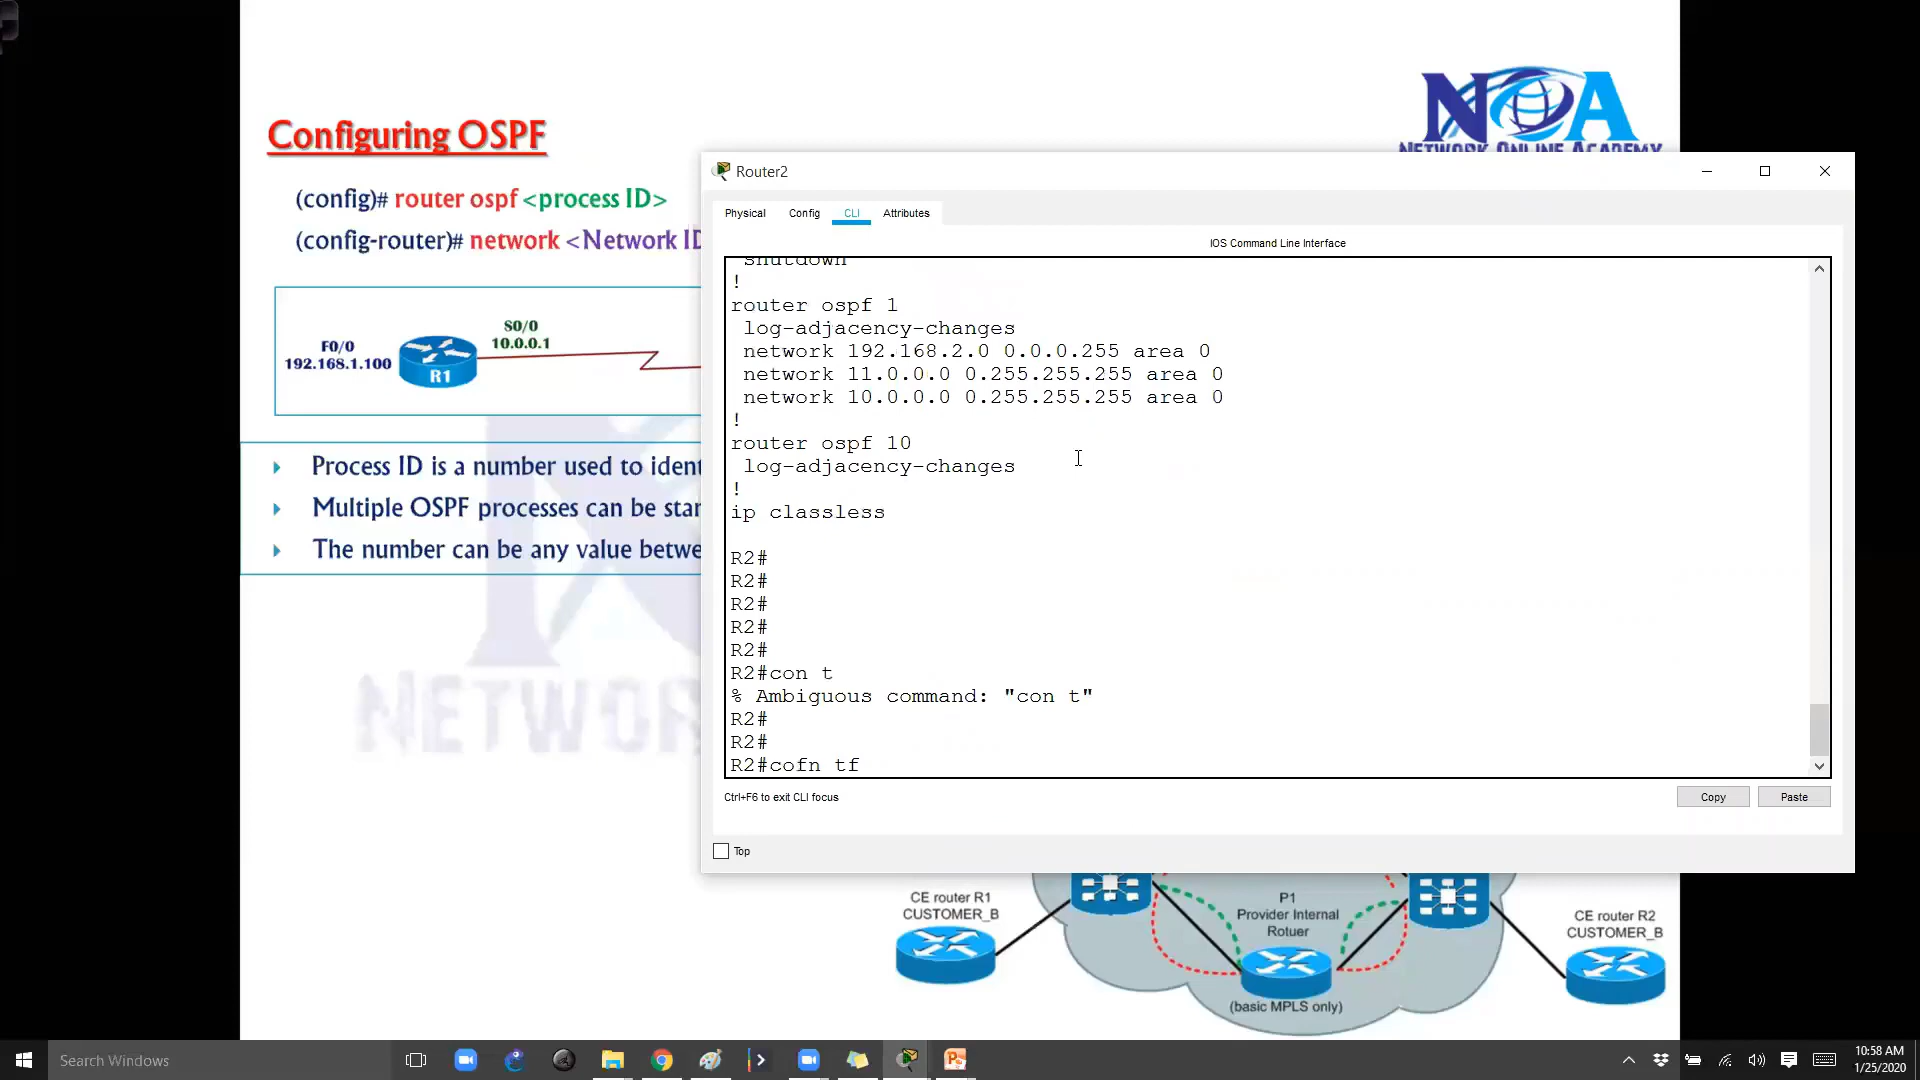 Configuring OSPF
(config)# router ospf <process ID>
(config-router)# network <Network ID
S0/0
10.0.0.1
F0/0
192.168.1.100
R1
Process ID is a number used to
Multiple OSPF processes can be
The number can be any value
NOA
NETWORK ONLINE ACADEMY
Router2
Physical Config CLI Attributes
IOS Command Line Interface
shutdown
!
router ospf 1
log-adjacency-changes
network 192.168.2.0 0.0.0.255 area 0
network 11.0.0.0 0.255.255.255 area 0
network 10.0.0.0 0.255.255.255 area 0
!
router ospf 10
log-adjacency-changes
!
ip classless
R2#
R2#
R2#
R2#
R2#
R2#con t
% Ambiguous command: "con t"
R2#
R2#
R2#cofn tf
Ctrl+F6 to exit CLI focus
Copy Paste
Top
CE router R1
CUSTOMER_B
P1
Provider Internal
Rotuer
(basic MPLS only)
CE router R2
CUSTOMER_B
Search Windows
10:58 AM
1/25/2020